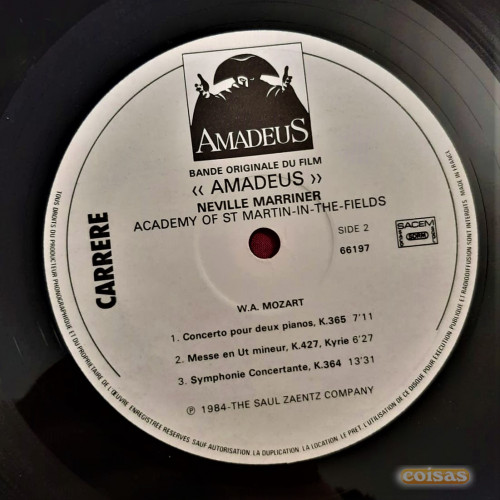 AMADEUS
BANDE ORIGINALE DU FILM
‹‹ AMADEUS ››
NEVILLE MARRINER
ACADEMY OF ST MARTIN-IN-THE-FIELDS
SIDE 2
66197
SACEM
SDRM
CARRERE
W.A. MOZART
1. Concerto pour deux pianos, K.365 7'11
2. Messe en Ut mineur, K.427, Kyrie 6'27
3. Symphonie Concertante, K.364 13'31
℗ 1984-THE SAUL ZAENTZ COMPANY
TOUS DROITS DU PRODUCTEUR PHONOGRAPHIQUE ET DU PROPRIETAIRE DE L'ŒUVRE ENREGISTREE RESERVES SAUF AUTORISATION. LA DUPLICATION. LA LOCATION. LE PRET. L'UTILISATION DE CE DISQUE POUR EXECUTION PUBLIQUE ET RADIODIFFUSION SONT INTERDITS
MADE IN FRANCE
coisas